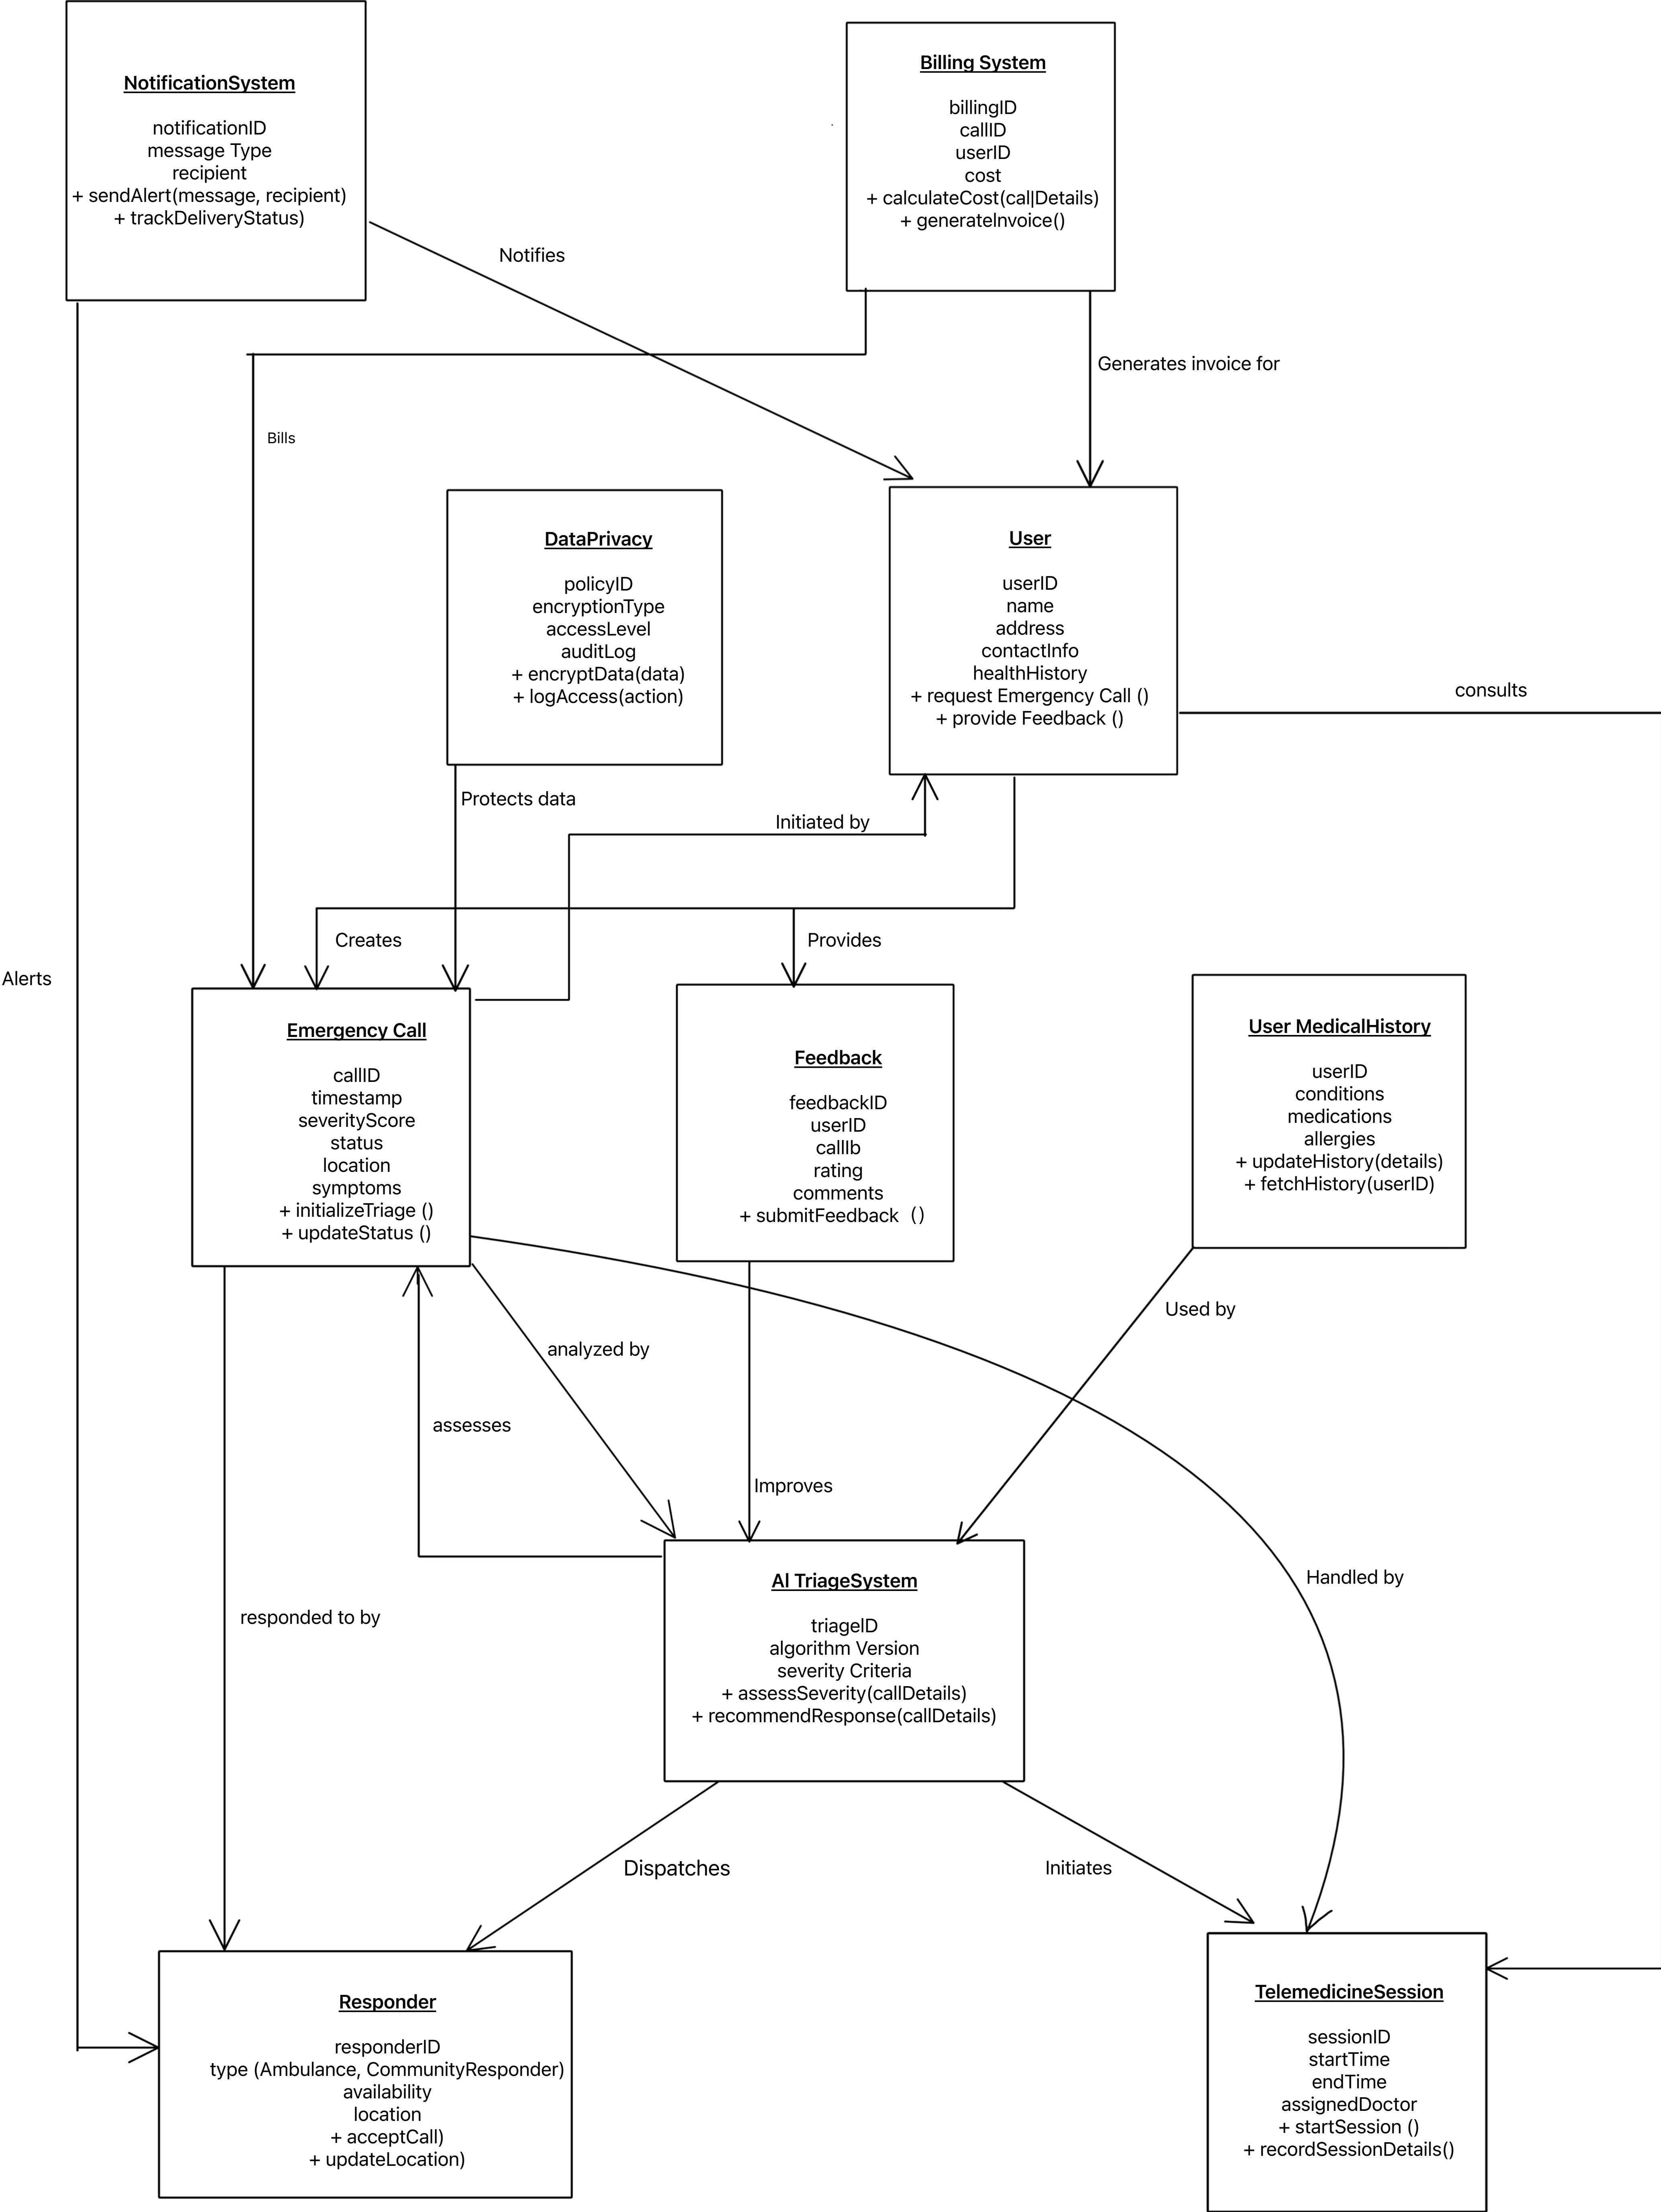 NotificationSystem
notificationID
message Type
recipient
+ sendAlert(message, recipient)
+ trackDeliveryStatus)
Billing System
billingID
callID
userID
cost
+ calculateCost(cal|Details)
+ generateInvoice()
Notifies
Generates invoice for
Bills
DataPrivacy
policyID
encryptionType
accessLevel
auditLog
+ encryptData(data)
+ logAccess(action)
User
userID
name
address
contactInfo
healthHistory
+ request Emergency Call ()
+ provide Feedback ()
consults
Protects data
Initiated by
Creates
Provides
Alerts
Emergency Call
callID
timestamp
severityScore
status
location
symptoms
+ initializeTriage ()
+ updateStatus ()
Feedback
feedbackID
userID
callIb
rating
comments
+ submitFeedback ()
User MedicalHistory
userID
conditions
medications
allergies
+ updateHistory(details)
+ fetchHistory(userID)
Used by
analyzed by
assesses
Improves
Handled by
responded to by
AI TriageSystem
triageID
algorithm Version
severity Criteria
+ assessSeverity(callDetails)
+ recommendResponse(callDetails)
Dispatches
Initiates
Responder
responderID
type (Ambulance, CommunityResponder)
availability
location
+ acceptCall)
+ updateLocation)
TelemedicineSession
sessionID
startTime
endTime
assignedDoctor
+ startSession ()
+ recordSessionDetails()